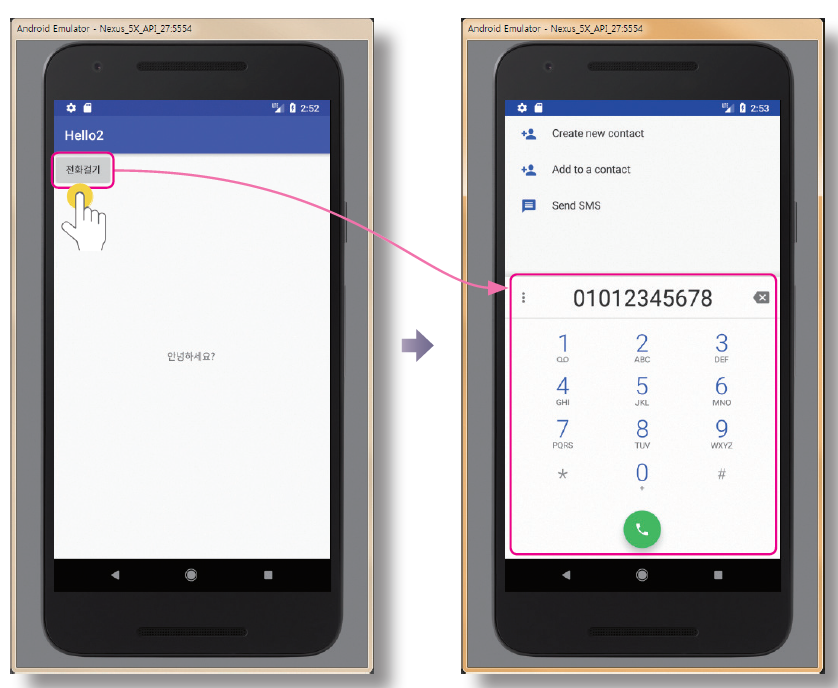 Android Emulator - Nexus_5X_API_27:5554
2:52
Hello2
전화걸기
안녕하세요?
Android Emulator - Nexus_5X_API_27:5554
2:53
Create new contact
Add to a contact
Send SMS
01012345678
1 2 3
ABC DEF
4 5 6
GHI JKL MNO
7 8 9
PQRS TUV WXYZ
* 0 #
+